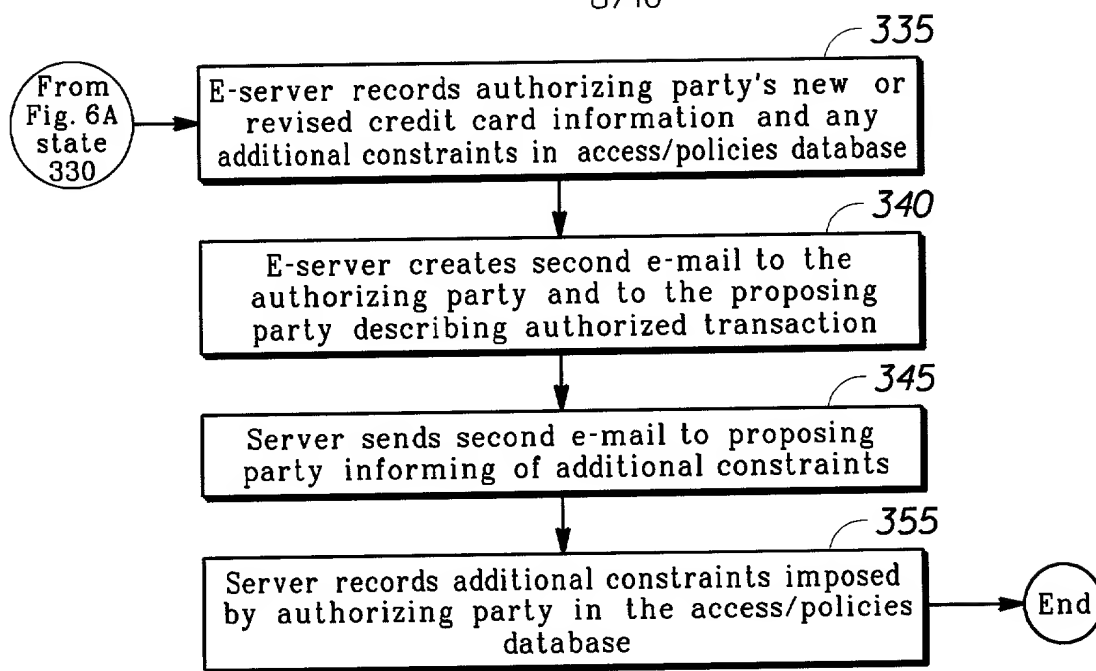 335
From
Fig. 6A
state
330
E-server records authorizing party's new or
revised credit card information and any
additional constraints in access/policies database
340
E-server creates second e-mail to the
authorizing party and to the proposing
party describing authorized transaction
345
Server sends second e-mail to proposing
party informing of additional constraints
355
Server records additional constraints imposed
by authorizing party in the access/policies
database
End